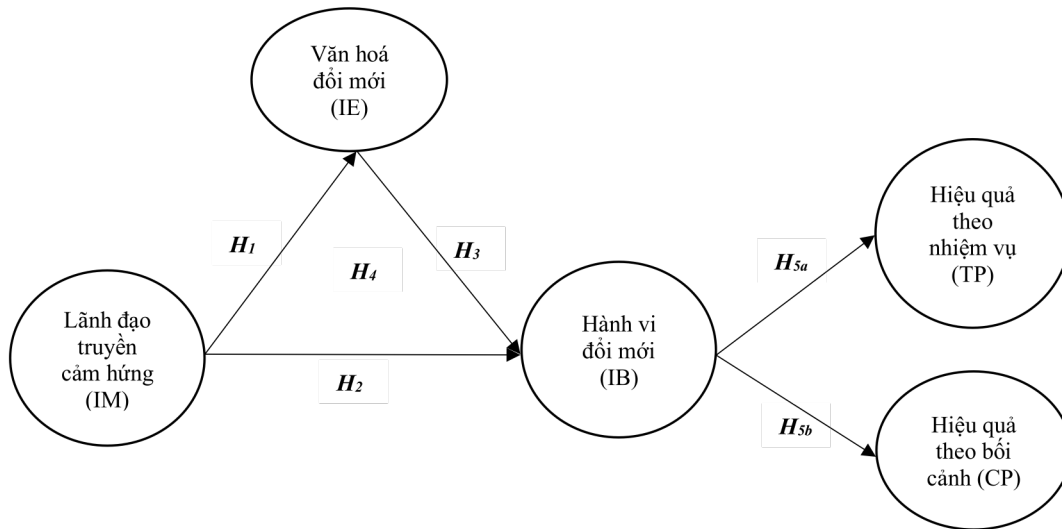 Văn hoá
đổi mới
(IE)
H1
H4
H3
Lãnh đạo
truyền
cảm hứng
(IM)
H2
Hành vi
đổi mới
(IB)
H5a
H5b
Hiệu quả
theo
nhiệm vụ
(TP)
Hiệu quả
theo bối
cảnh (CP)